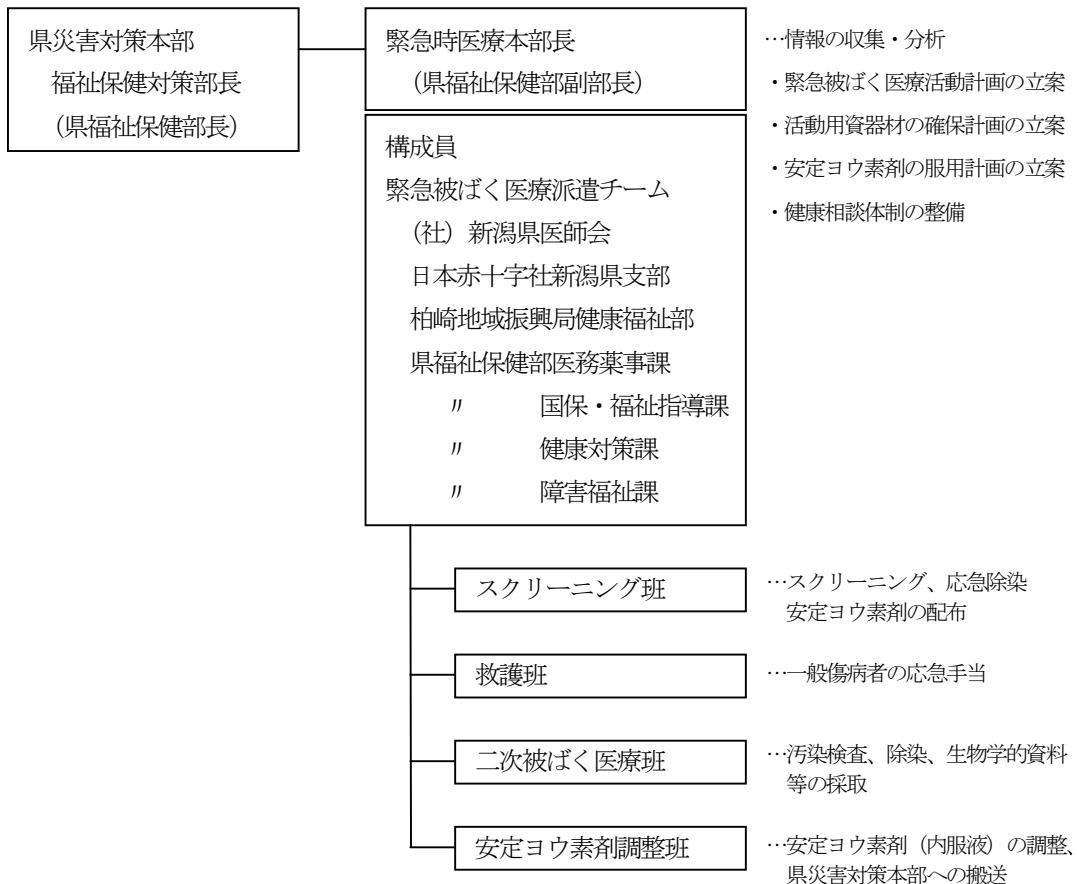 県災害対策本部
福祉保健対策部長
（県福祉保健部長）
緊急時医療本部長
（県福祉保健部副部長）
…情報の収集・分析
・緊急被ばく医療活動計画の立案
・活動用資器材の確保計画の立案
・安定ヨウ素剤の服用計画の立案
・健康相談体制の整備
構成員
緊急被ばく医療派遣チーム
（社）新潟県医師会
日本赤十字社新潟県支部
柏崎地域振興局健康福祉部
県福祉保健部医務薬事課
〃　国保・福祉指導課
〃　健康対策課
〃　障害福祉課
スクリーニング班
…スクリーニング、応急除染
安定ヨウ素剤の配布
救護班
…一般傷病者の応急手当
二次被ばく医療班
…汚染検査、除染、生物学的資料
等の採取
安定ヨウ素剤調整班
…安定ヨウ素剤（内服液）の調整、
県災害対策本部への搬送